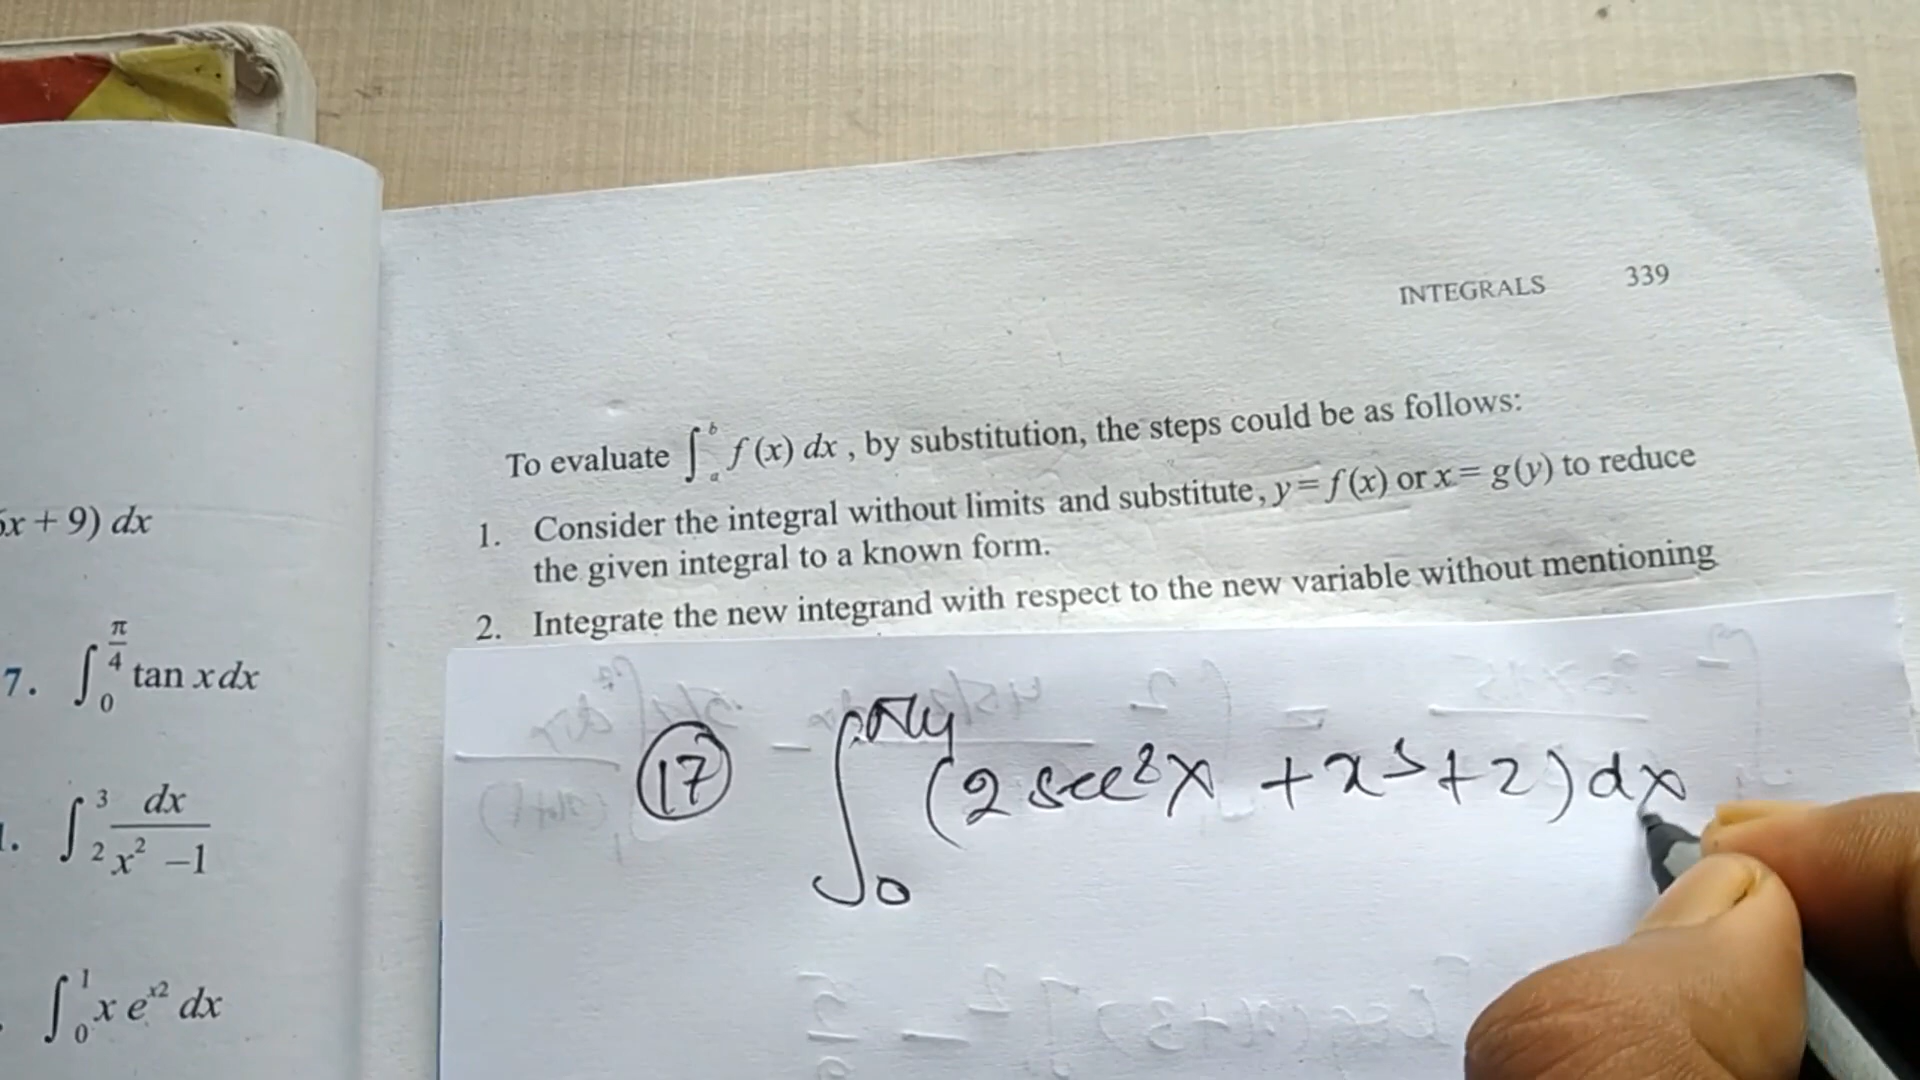 INTEGRALS 339
To evaluate ∫ₐᵇ f (x) dx , by substitution, the steps could be as follows:
1. Consider the integral without limits and substitute, y = f (x) or x = g(y) to reduce
the given integral to a known form.
2. Integrate the new integrand with respect to the new variable without mentioning
x + 9) dx
7. ∫₀^(π/4) tan x dx
∫₂³ dx/(x² –1)
∫₀¹ x e^(x2) dx
17 ∫₀^(π/4) (2 sec²x + x³ + 2) dx